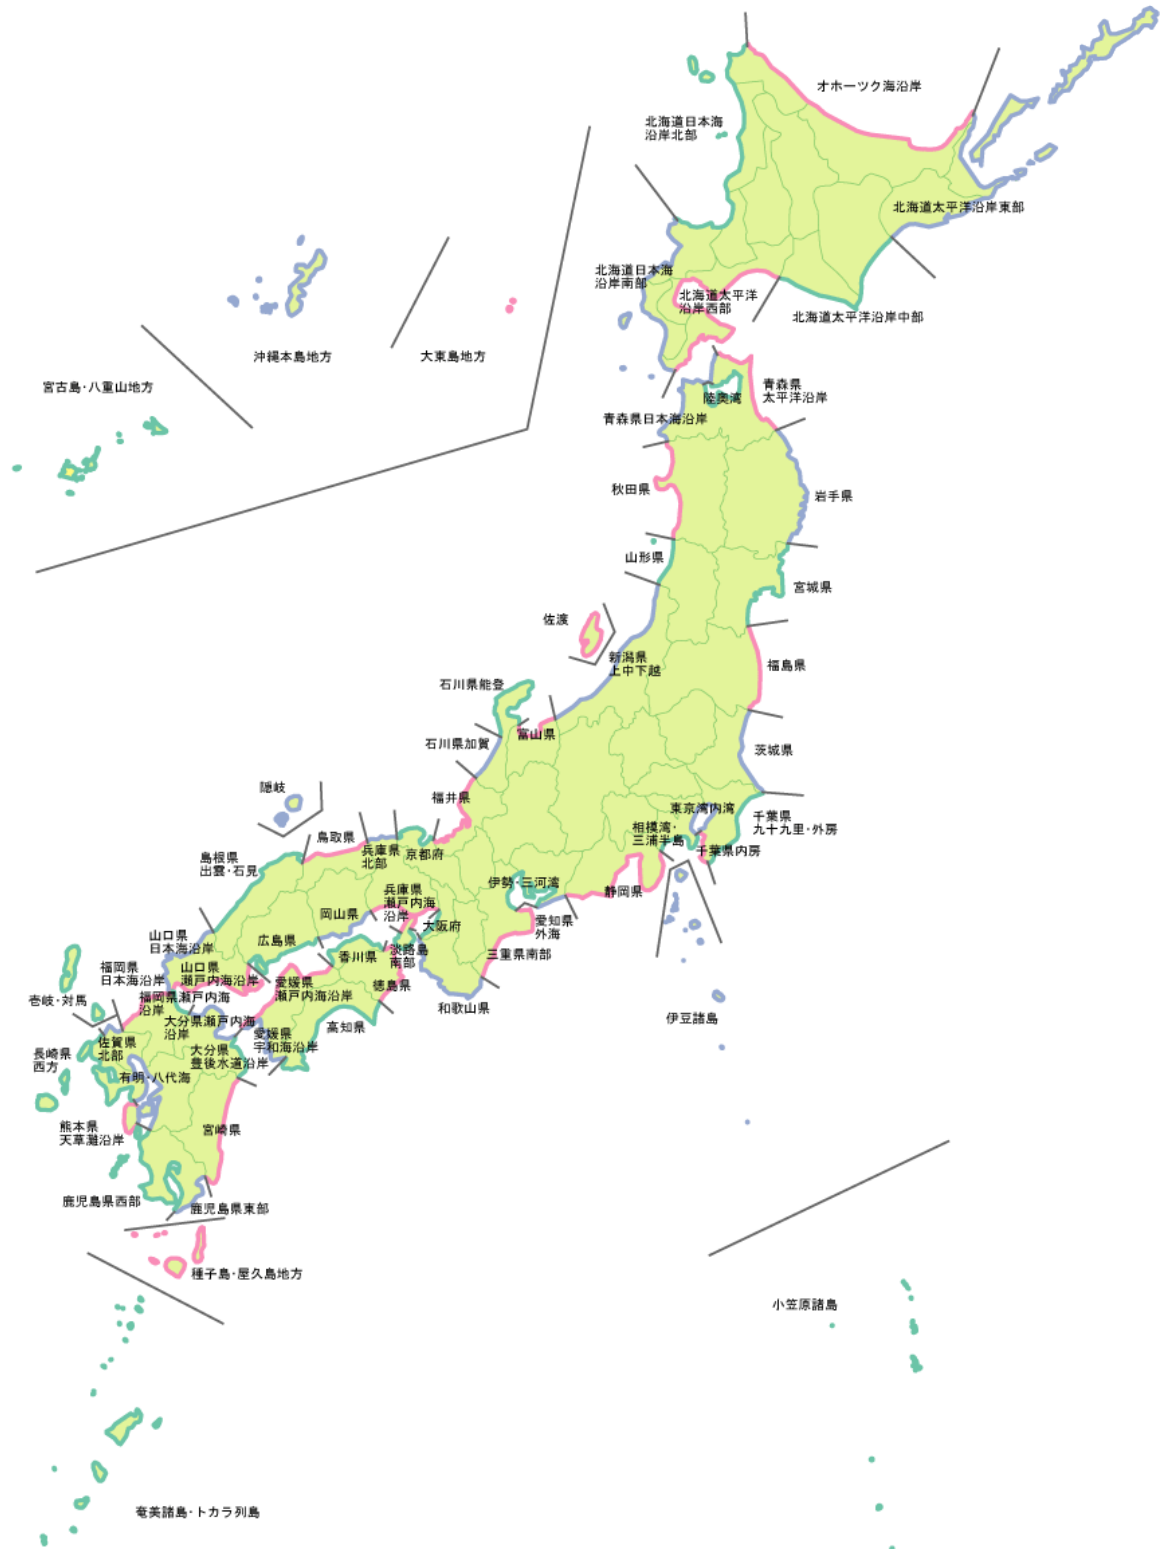 オホーツク海沿岸
北海道日本海
沿岸北部
北海道太平洋沿岸東部
北海道日本海
沿岸南部
北海道太平洋
沿岸西部
北海道太平洋沿岸中部
沖縄本島地方
大東島地方
宮古島・八重山地方
青森県
太平洋沿岸
陸奥湾
青森県日本海沿岸
秋田県
岩手県
山形県
宮城県
佐渡
新潟県
上中下越
福島県
石川県能登
富山県
石川県加賀
茨城県
隠岐
福井県
東京湾内湾
千葉県
九十九里・外房
相模湾・
三浦半島
千葉県内房
鳥取県
兵庫県
北部
京都府
島根県
出雲・石見
伊勢・三河湾
静岡県
兵庫県
瀬戸内海
沿岸
岡山県
大阪府
愛知県
外海
山口県
日本海沿岸
広島県
淡路島
南部
香川県
三重県南部
福岡県
日本海沿岸
山口県
瀬戸内海沿岸
愛媛県
瀬戸内海沿岸
徳島県
壱岐・対馬
福岡県瀬戸内海
沿岸
和歌山県
伊豆諸島
大分県瀬戸内海
沿岸
高知県
愛媛県
宇和海沿岸
佐賀県
北部
大分県
豊後水道沿岸
長崎県
西方
有明・八代海
熊本県
天草灘沿岸
宮崎県
鹿児島県西部
鹿児島県東部
種子島・屋久島地方
小笠原諸島
奄美諸島・トカラ列島